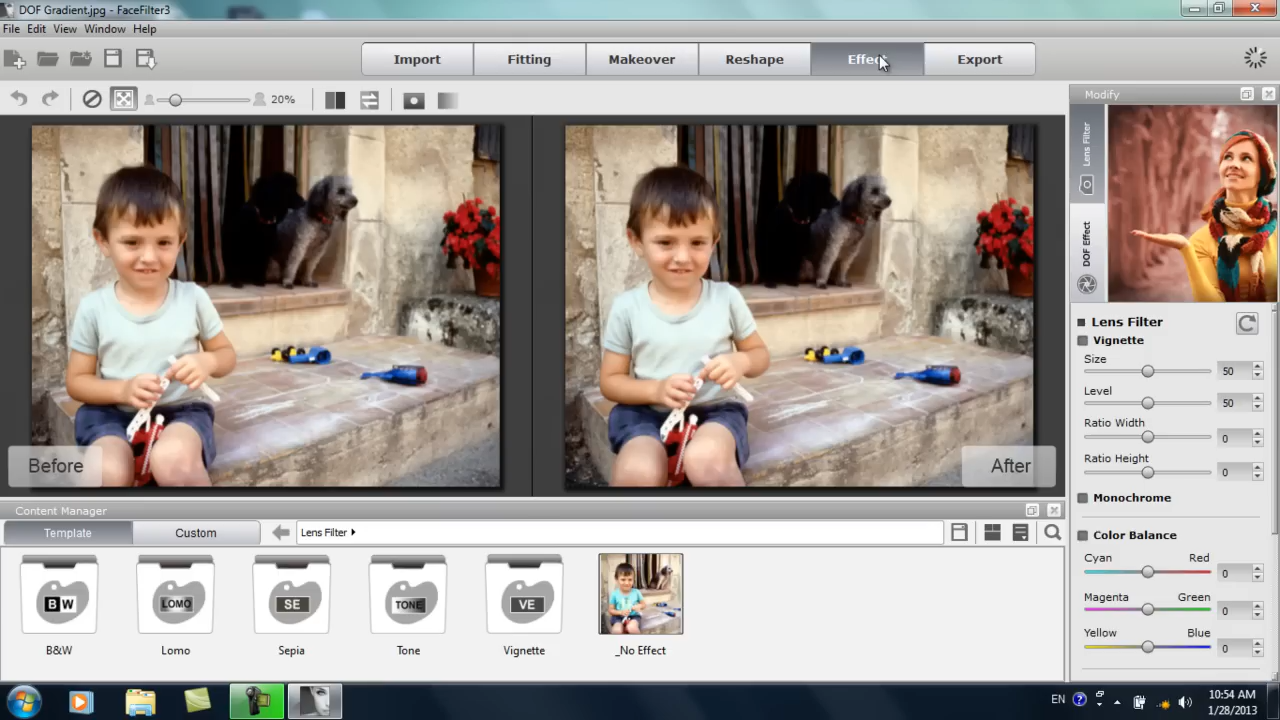 DOF Gradient.jpg - FaceFilter3
File Edit View Window Help
Import Fitting Makeover Reshape Effect Export
20%
Before
After
Modify
Lens Filter
DOF Effect
Lens Filter
Vignette
Size
50
Level
50
Ratio Width
0
Ratio Height
0
Monochrome
Color Balance
Cyan Red
0
Magenta Green
0
Yellow Blue
0
Content Manager
Template Custom Lens Filter
BW LOMO SE TONE VE
B&W Lomo Sepia Tone Vignette _No Effect
EN 10:54 AM
1/28/2013